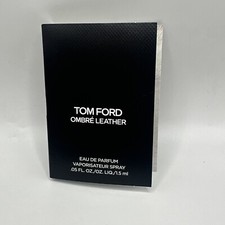 TOM FORD
OMBRÉ LEATHER
EAU DE PARFUM
VAPORISATEUR SPRAY
.05 FL. OZ./OZ. LIQ./1.5 ml